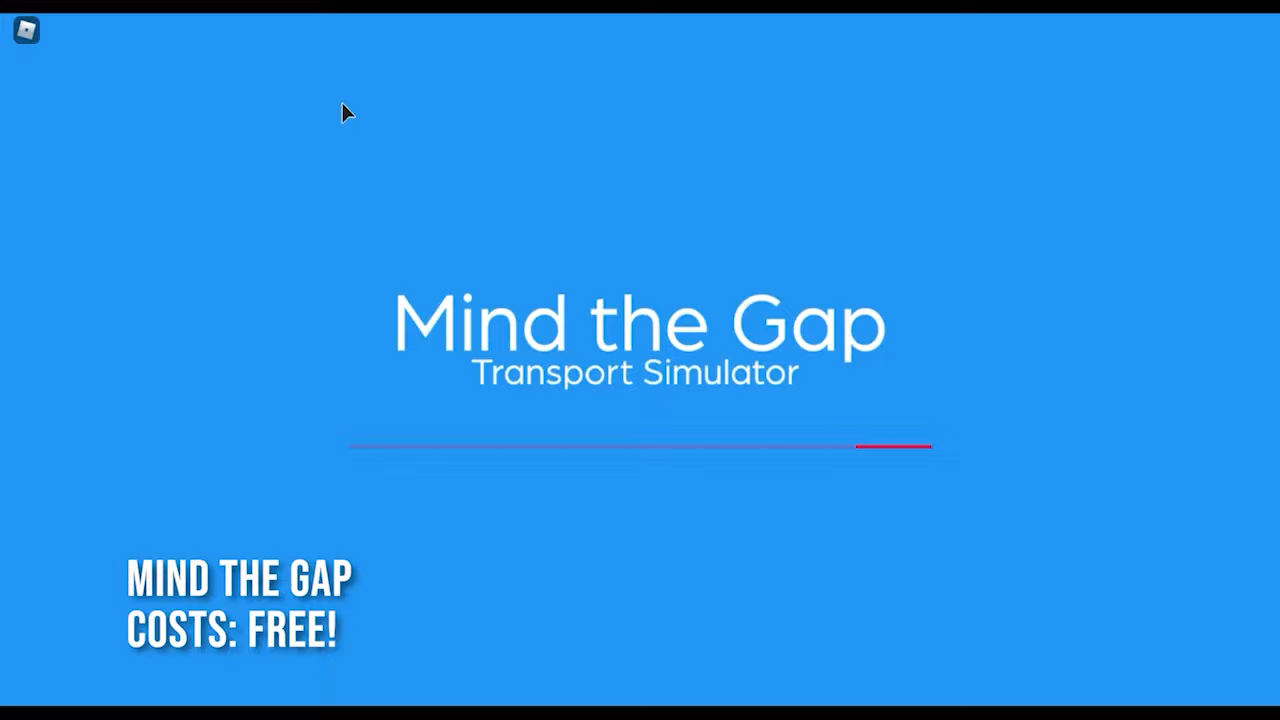 Mind the Gap
Transport Simulator
MIND THE GAP
COSTS: FREE!